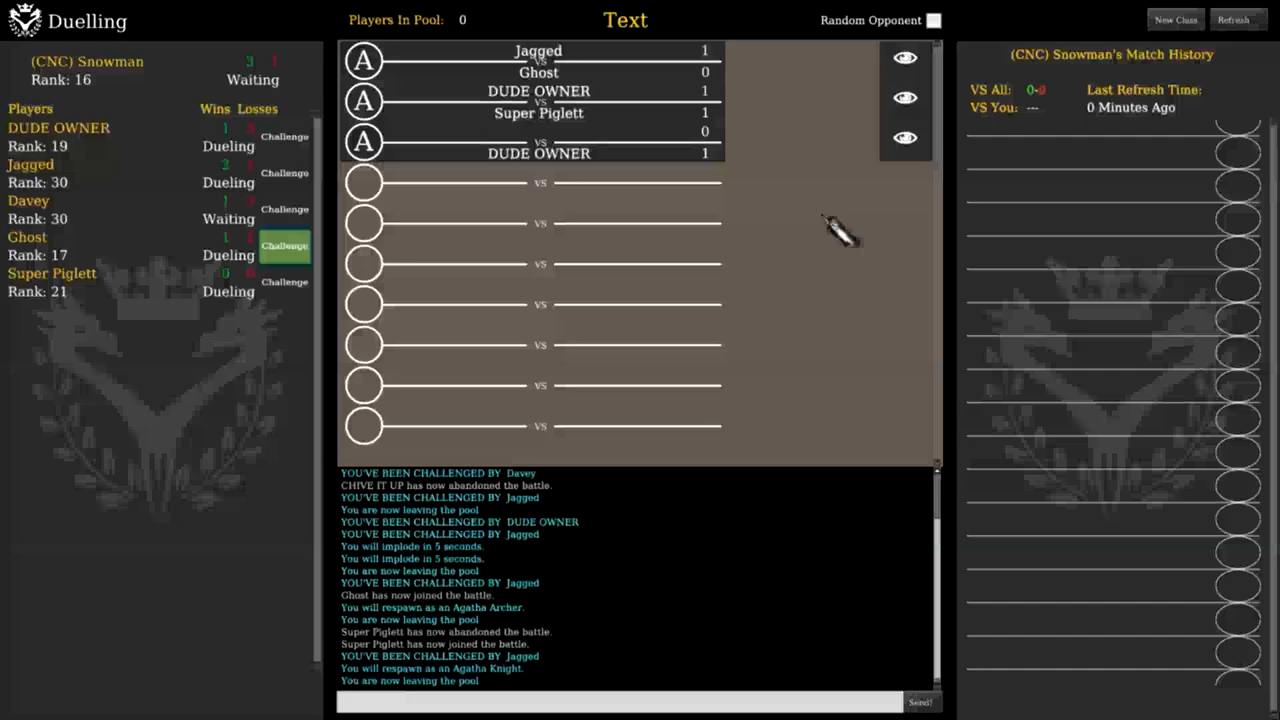 Duelling
Players In Pool: 0
Text
Random Opponent
New Class
Refresh
(CNC) Snowman 3 1
Rank: 16 Waiting
Players Wins Losses
DUDE OWNER 1
Rank: 19 Dueling
Challenge
Jagged 3
Rank: 30 Dueling
Challenge
Davey 1
Rank: 30 Waiting
Challenge
Ghost 1 1
Rank: 17 Dueling
Challenge
Super Piglett 0 0
Rank: 21 Dueling
Challenge
A
Jagged 1
VS
Ghost 0
A
DUDE OWNER 1
VS
Super Piglett 1
A
0
VS
DUDE OWNER 1
VS
VS
VS
VS
VS
VS
VS
YOU'VE BEEN CHALLENGED BY Davey
CHIVE IT UP has now abandoned the battle.
YOU'VE BEEN CHALLENGED BY Jagged
You are now leaving the pool
YOU'VE BEEN CHALLENGED BY DUDE OWNER
YOU'VE BEEN CHALLENGED BY Jagged
You will implode in 5 seconds.
You will implode in 5 seconds.
You are now leaving the pool
YOU'VE BEEN CHALLENGED BY Jagged
Ghost has now joined the battle.
You will respawn as an Agatha Archer.
You are now leaving the pool
Super Piglett has now abandoned the battle.
Super Piglett has now joined the battle.
YOU'VE BEEN CHALLENGED BY Jagged
You will respawn as an Agatha Knight.
You are now leaving the pool
Send!
(CNC) Snowman's Match History
VS All: 0-0 Last Refresh Time:
VS You: --- 0 Minutes Ago